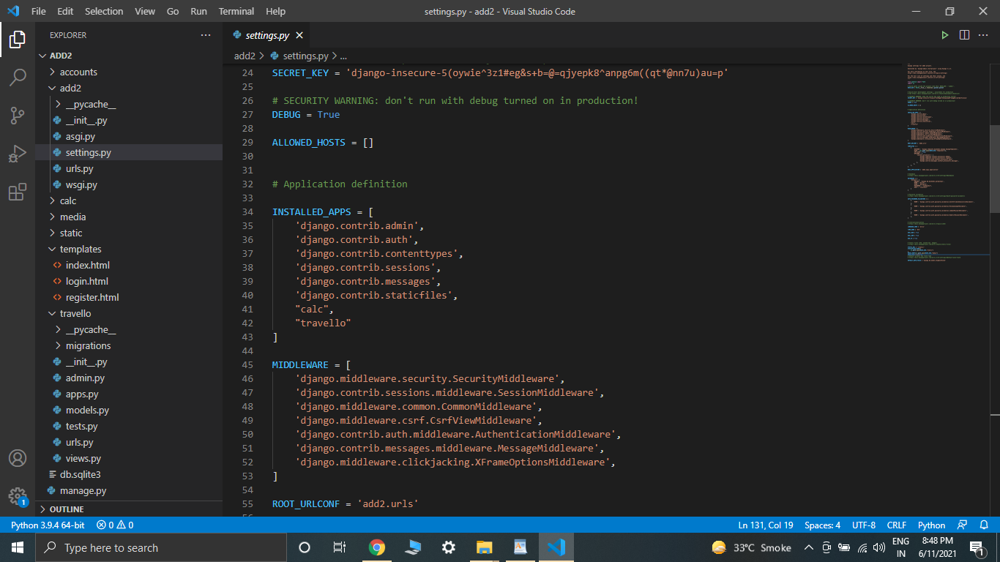 File Edit Selection View Go Run Terminal Help
settings.py - add2 - Visual Studio Code
EXPLORER
ADD2
accounts
add2
__pycache__
__init__.py
asgi.py
settings.py
urls.py
wsgi.py
calc
media
static
templates
index.html
login.html
register.html
travello
__pycache__
migrations
__init__.py
admin.py
apps.py
models.py
tests.py
urls.py
views.py
db.sqlite3
manage.py
OUTLINE
settings.py
add2 > settings.py > ...
24 SECRET_KEY = 'django-insecure-5(oywie^3z1#eg&s+b=@=qjyepk8^anpg6m((qt*@nn7u)au=p'
25
26 # SECURITY WARNING: don't run with debug turned on in production!
27 DEBUG = True
28
29 ALLOWED_HOSTS = []
30
31
32 # Application definition
33
34 INSTALLED_APPS = [
35     'django.contrib.admin',
36     'django.contrib.auth',
37     'django.contrib.contenttypes',
38     'django.contrib.sessions',
39     'django.contrib.messages',
40     'django.contrib.staticfiles',
41     "calc",
42     "travello"
43 ]
44
45 MIDDLEWARE = [
46     'django.middleware.security.SecurityMiddleware',
47     'django.contrib.sessions.middleware.SessionMiddleware',
48     'django.middleware.common.CommonMiddleware',
49     'django.middleware.csrf.CsrfViewMiddleware',
50     'django.contrib.auth.middleware.AuthenticationMiddleware',
51     'django.contrib.messages.middleware.MessageMiddleware',
52     'django.middleware.clickjacking.XFrameOptionsMiddleware',
53 ]
54
55 ROOT_URLCONF = 'add2.urls'
1
Python 3.9.4 64-bit 0 0 Ln 131, Col 19 Spaces: 4 UTF-8 CRLF Python
Type here to search
33°C Smoke
ENG
IN
8:48 PM
6/11/2021
1